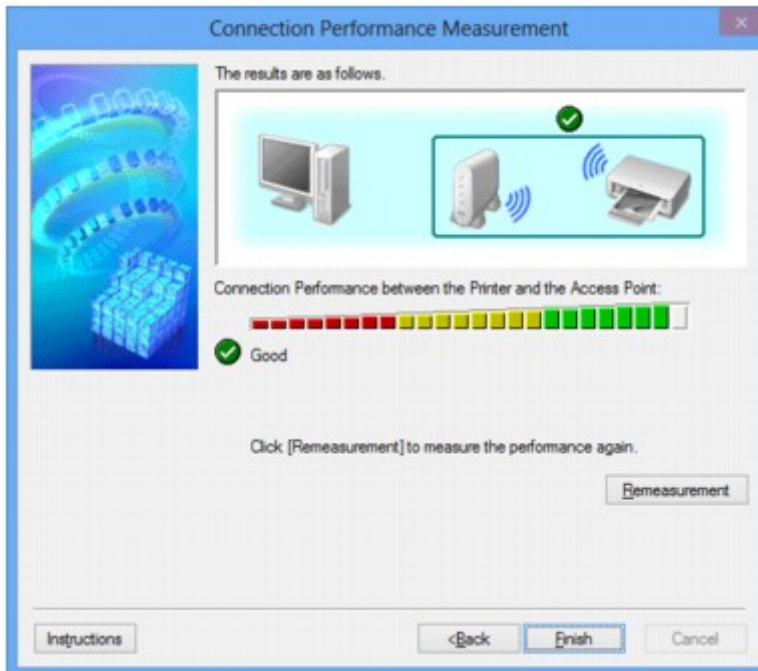 Connection Performance Measurement
The results are as follows.
Connection Performance between the Printer and the Access Point:
Good
Click [Remeasurement] to measure the performance again.
Remeasurement
Instructions
<Back
Finish
Cancel